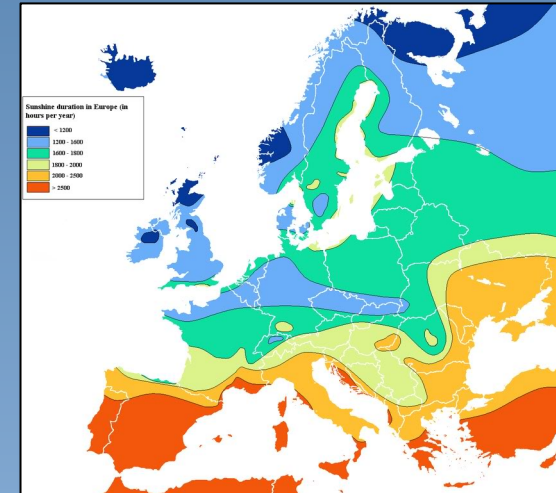 Sunshine duration in Europe (in
hours per year)
< 1200
1200 - 1600
1600 - 1800
1800 - 2000
2000 - 2500
> 2500